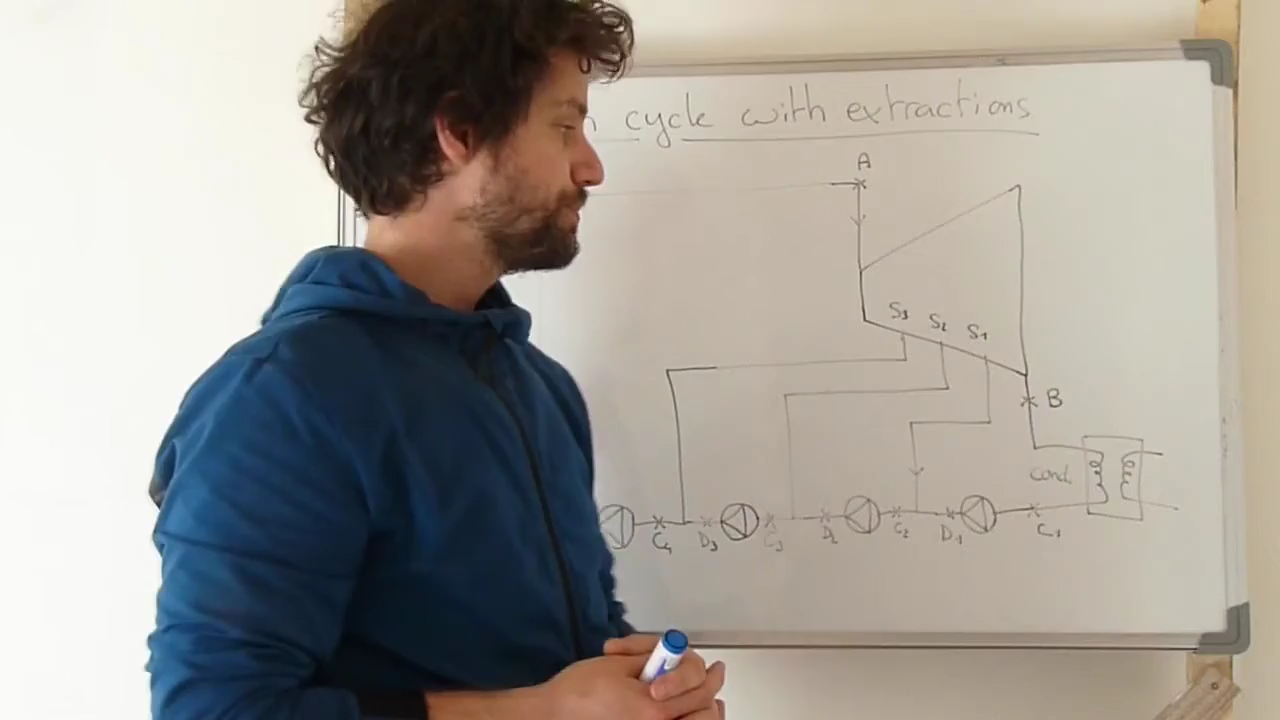 n cycle with extractions
A
S3 S2 S1
B
Cond.
C4 D3 C3 D2 C2 D1 C1